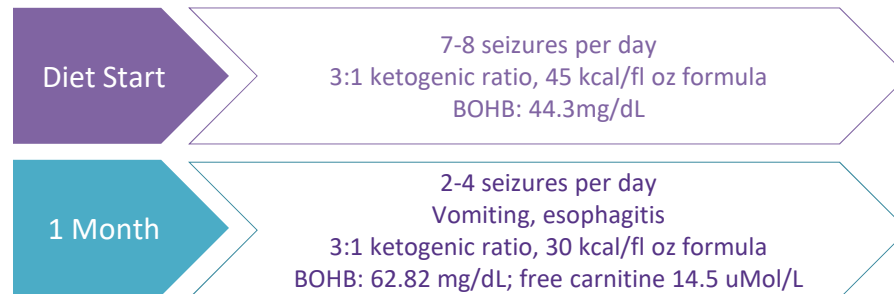 Diet Start
7-8 seizures per day
3:1 ketogenic ratio, 45 kcal/fl oz formula
BOHB: 44.3mg/dL
1 Month
2-4 seizures per day
Vomiting, esophagitis
3:1 ketogenic ratio, 30 kcal/fl oz formula
BOHB: 62.82 mg/dL; free carnitine 14.5 uMol/L